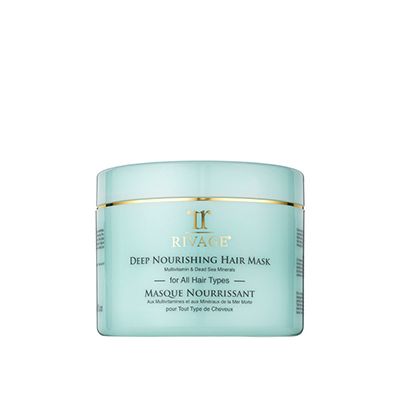 RIVAGE®
DEEP NOURISHING HAIR MASK
Multivitamin & Dead Sea Minerals
for All Hair Types
MASQUE NOURRISSANT
Aux Multivitamines et aux Minéraux de la Mer Morte
pour Tout Type de Cheveux